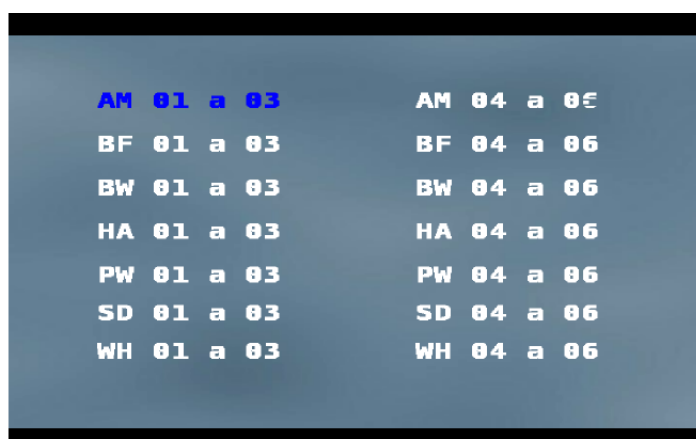 AM 01 a 03 AM 04 a 06
BF 01 a 03 BF 04 a 06
BW 01 a 03 BW 04 a 06
HA 01 a 03 HA 04 a 06
PW 01 a 03 PW 04 a 06
SD 01 a 03 SD 04 a 06
WH 01 a 03 WH 04 a 06